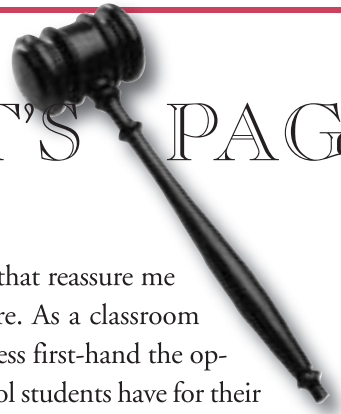 T'S PAG
that reassure me
re. As a classroom
ess first-hand the op-
ol students have for their